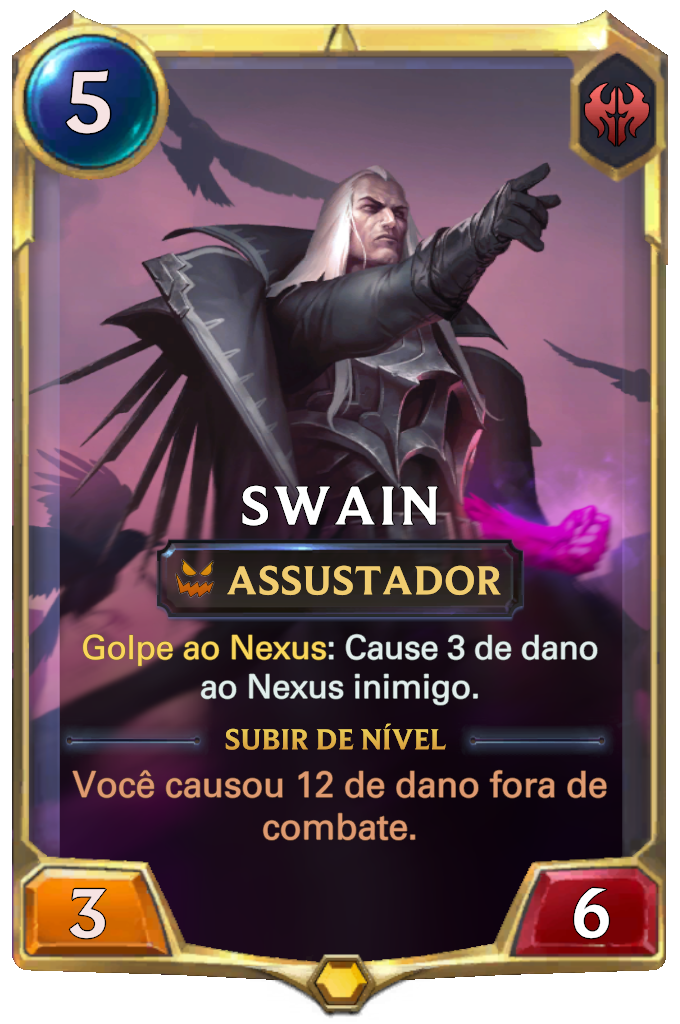 5
SWAIN
ASSUSTADOR
Golpe ao Nexus: Cause 3 de dano
ao Nexus inimigo.
SUBIR DE NÍVEL
Você causou 12 de dano fora de
combate.
3
6